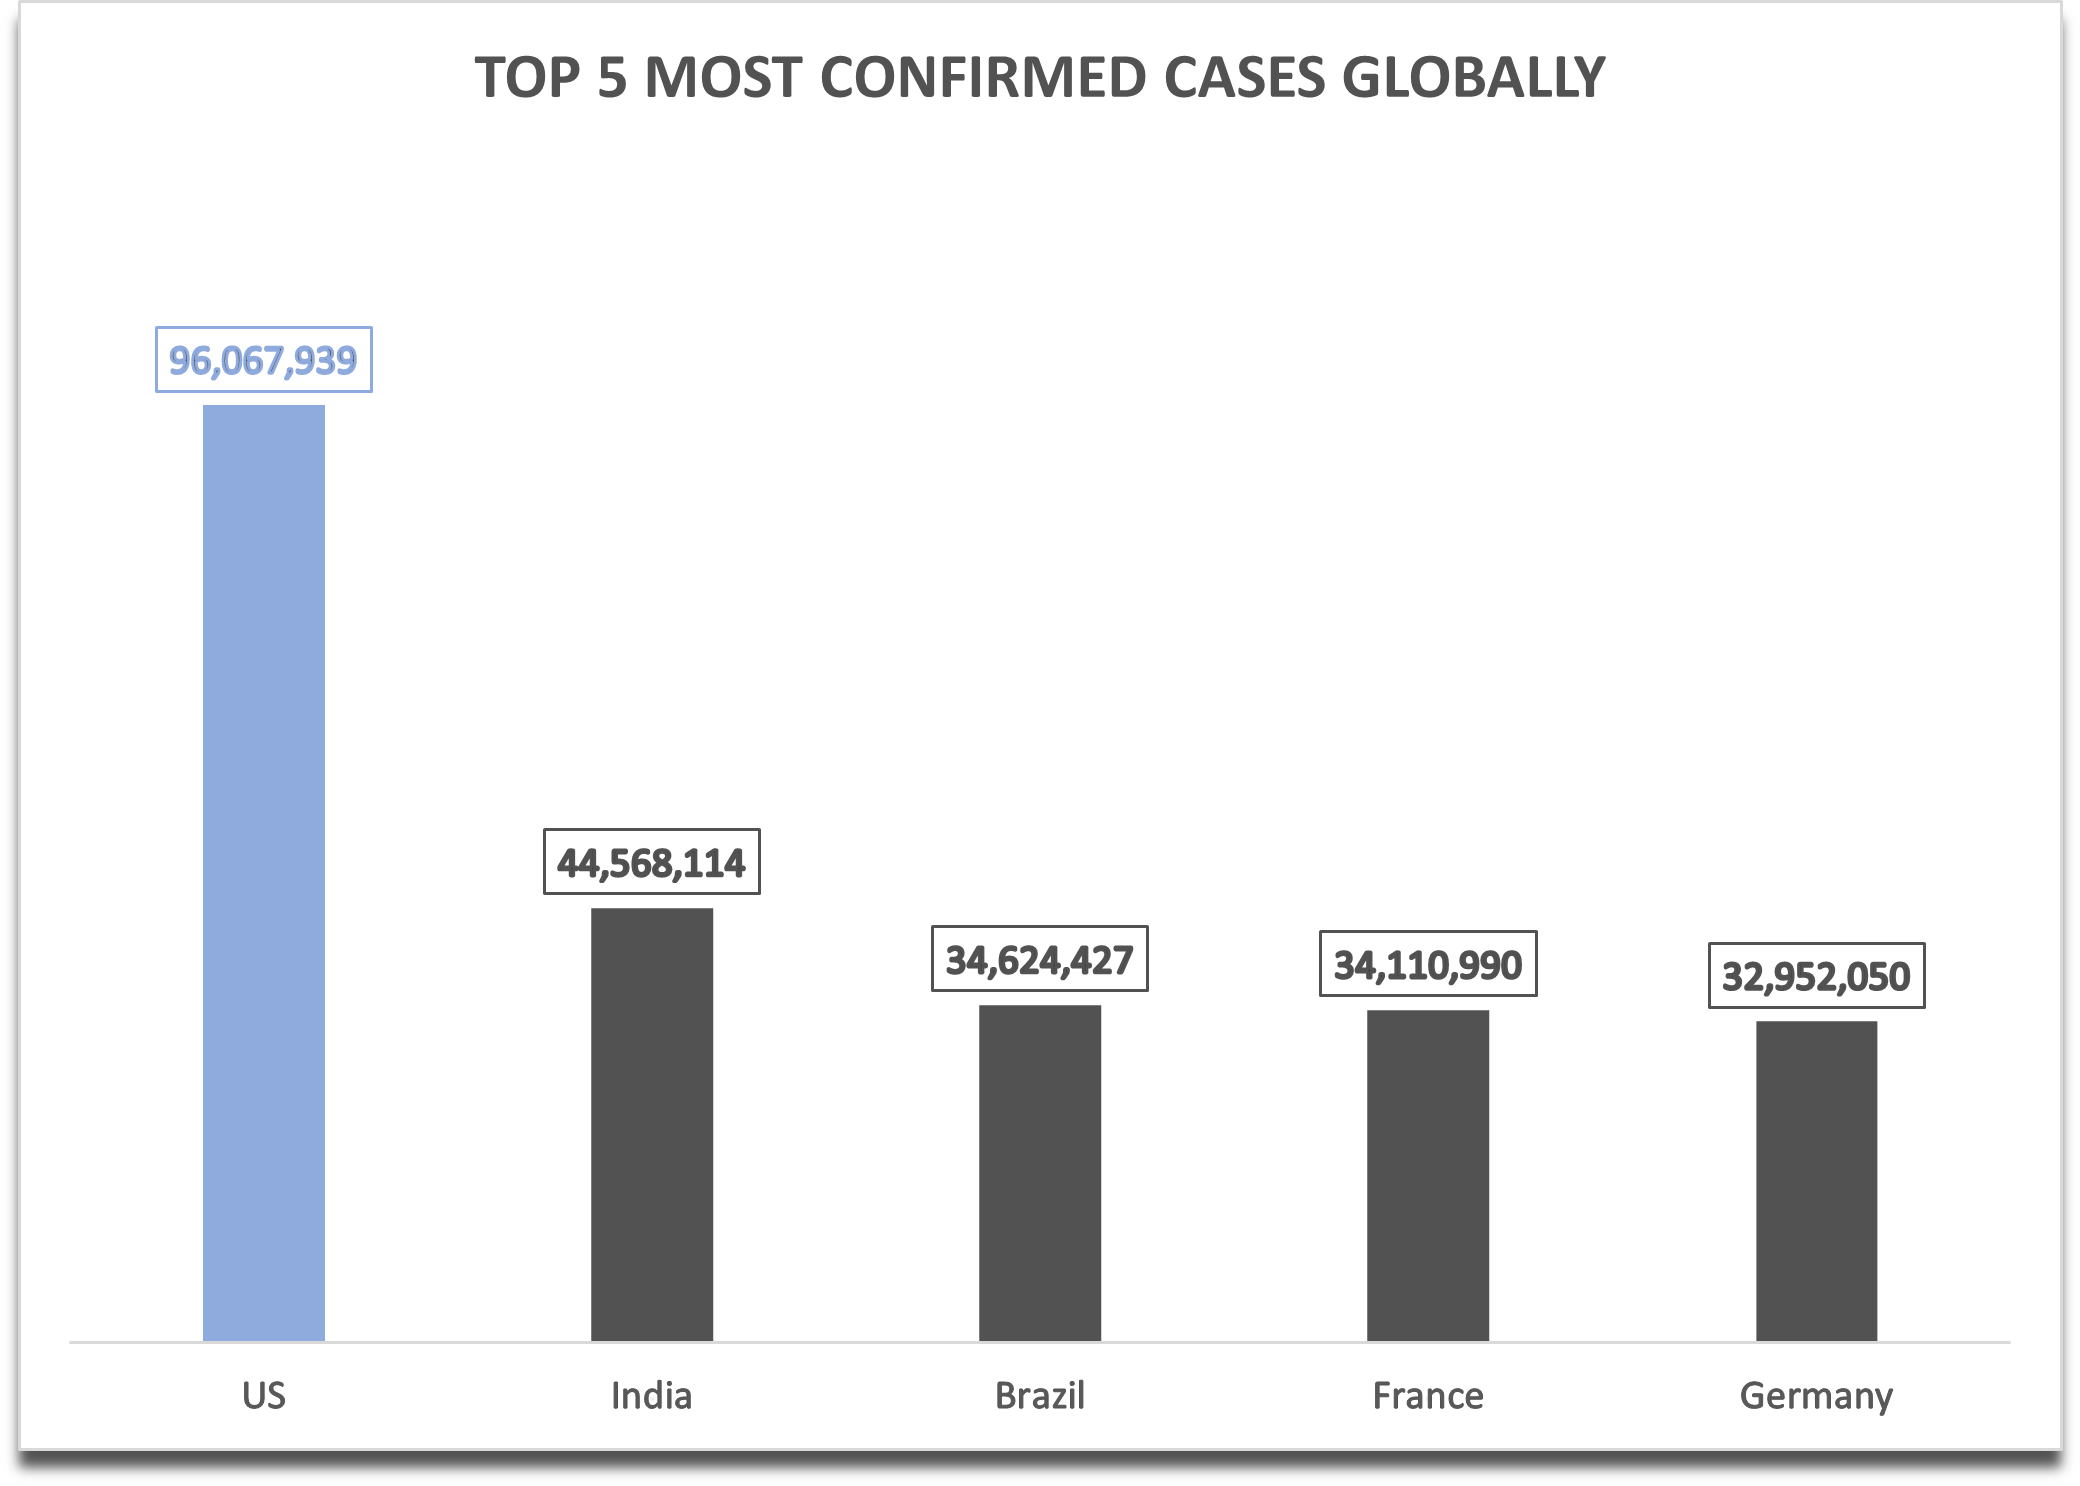 TOP 5 MOST CONFIRMED CASES GLOBALLY
96,067,939
44,568,114
34,624,427
34,110,990
32,952,050
US
India
Brazil
France
Germany